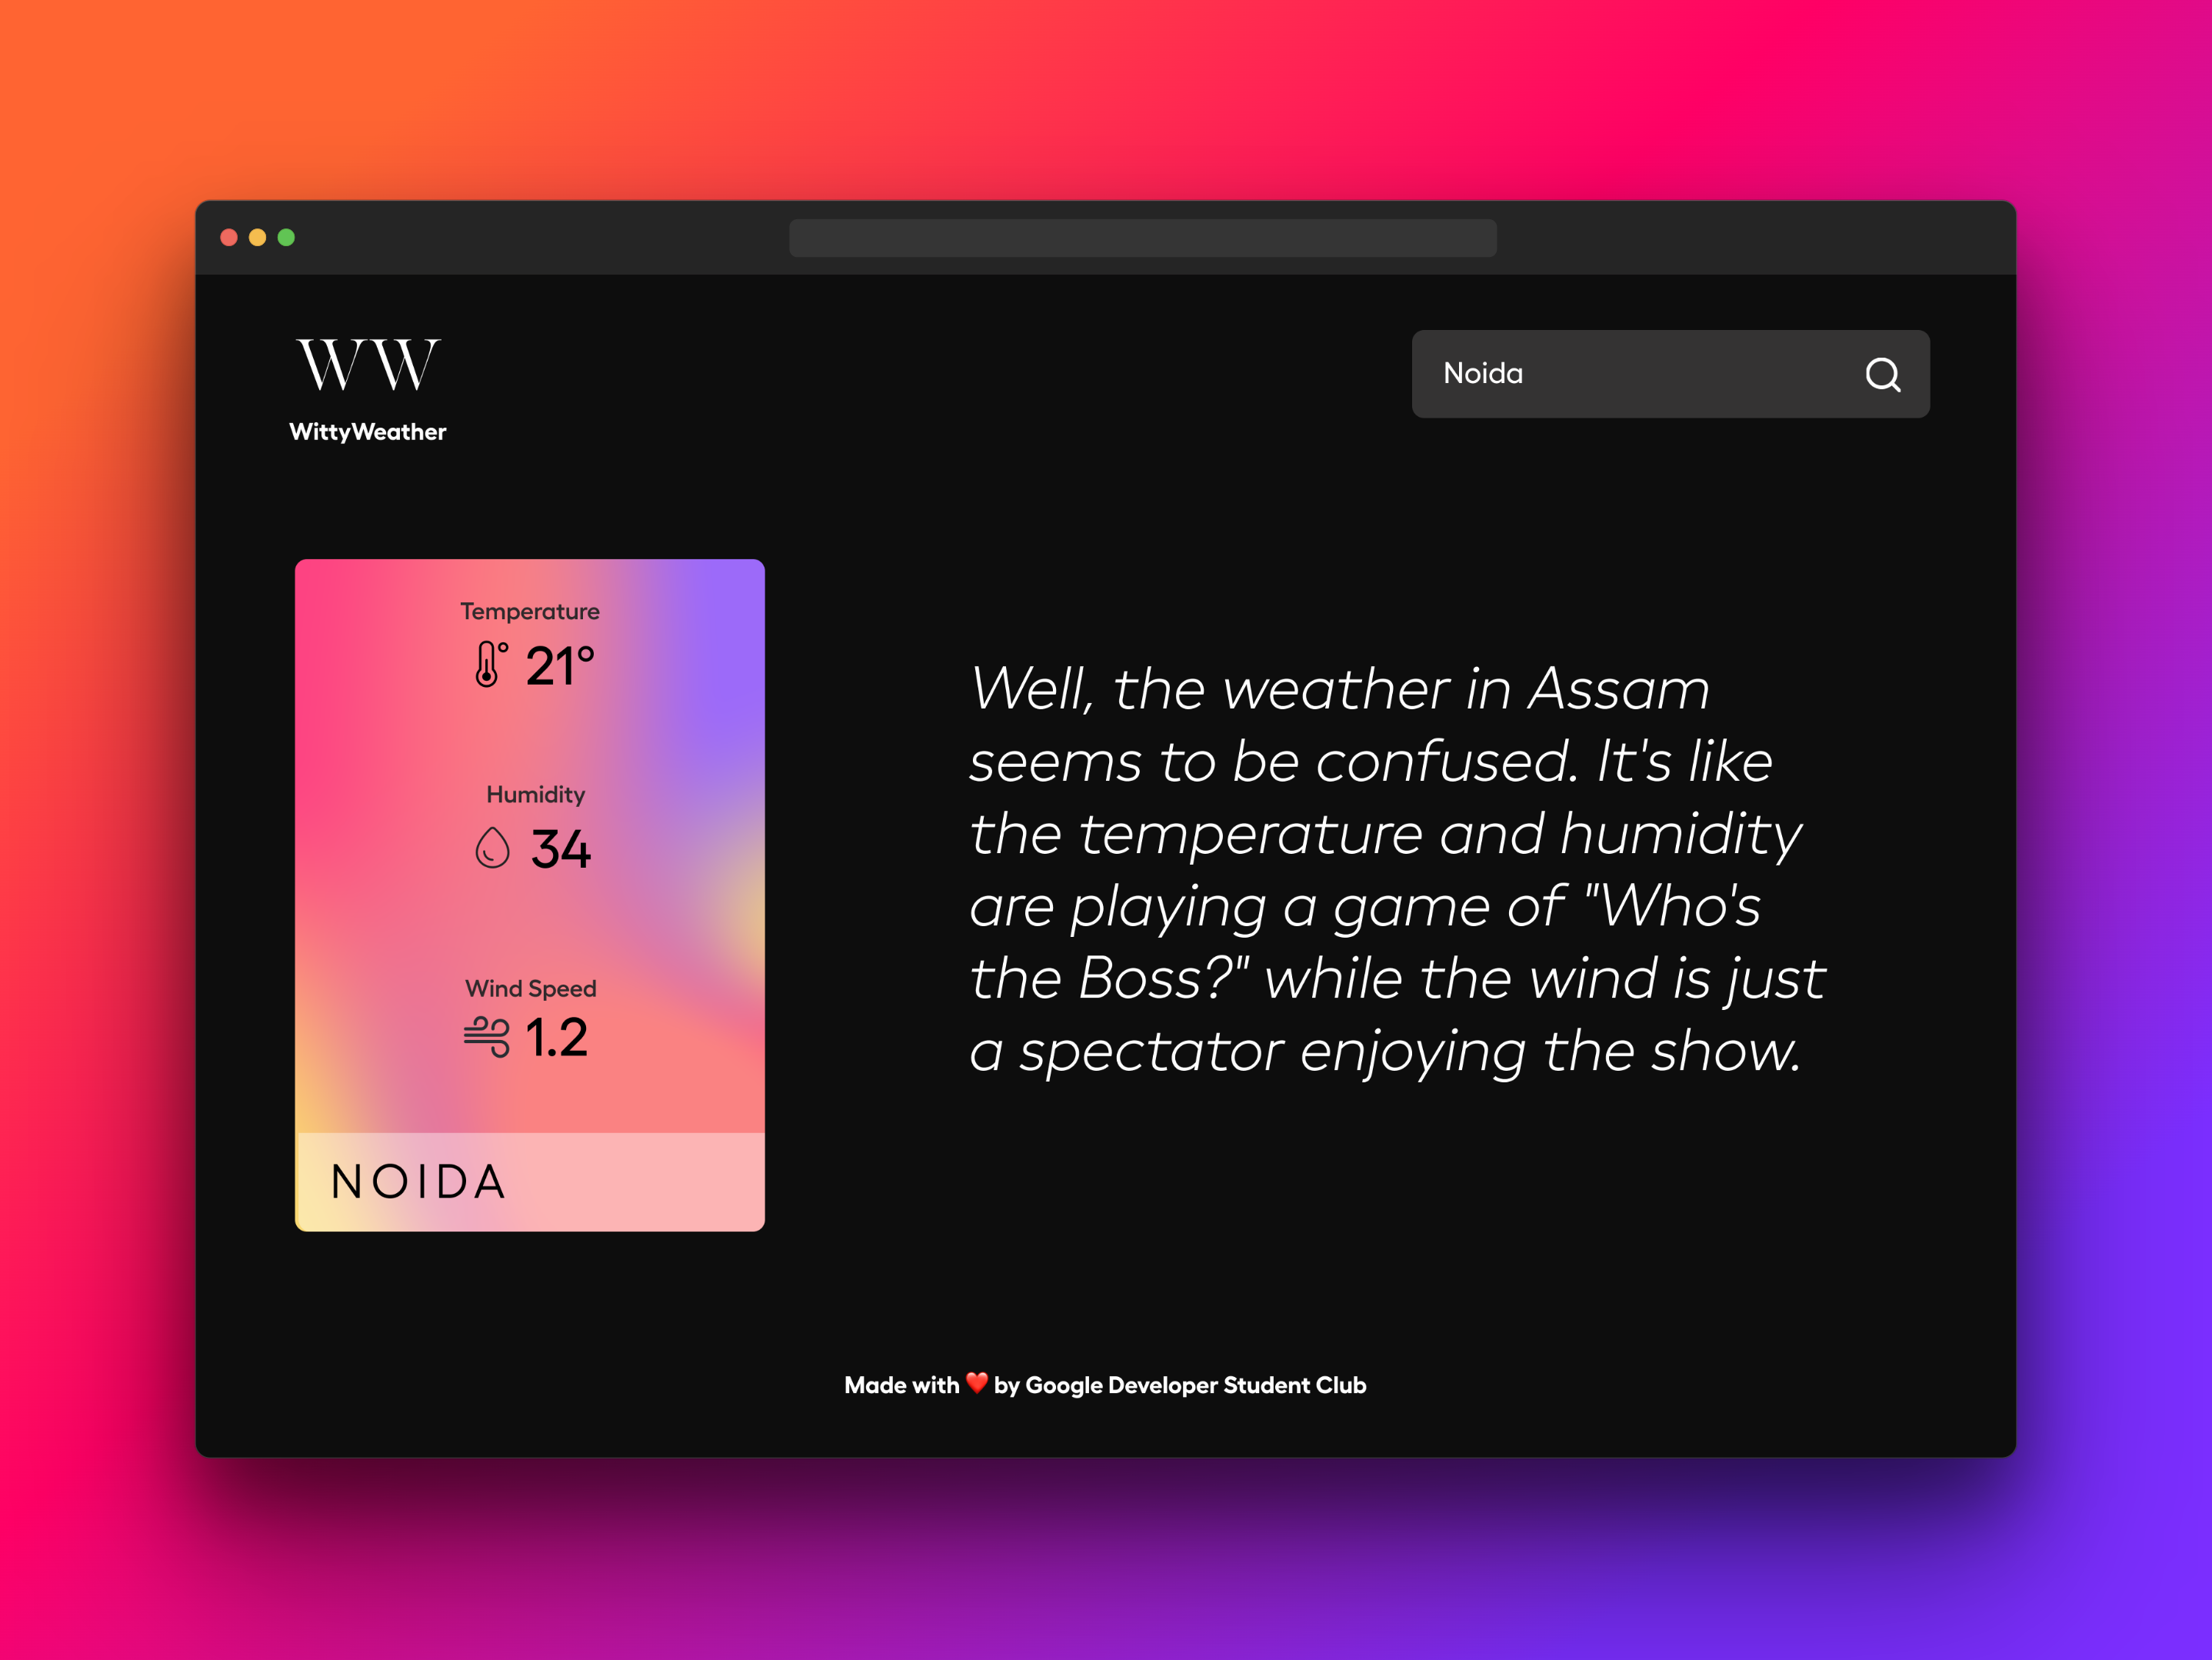 WW
WittyWeather
Noida
Temperature
21°
Humidity
34
Wind Speed
1.2
NOIDA
Well, the weather in Assam
seems to be confused. It's like
the temperature and humidity
are playing a game of "Who's
the Boss?" while the wind is just
a spectator enjoying the show.
Made with ❤️ by Google Developer Student Club